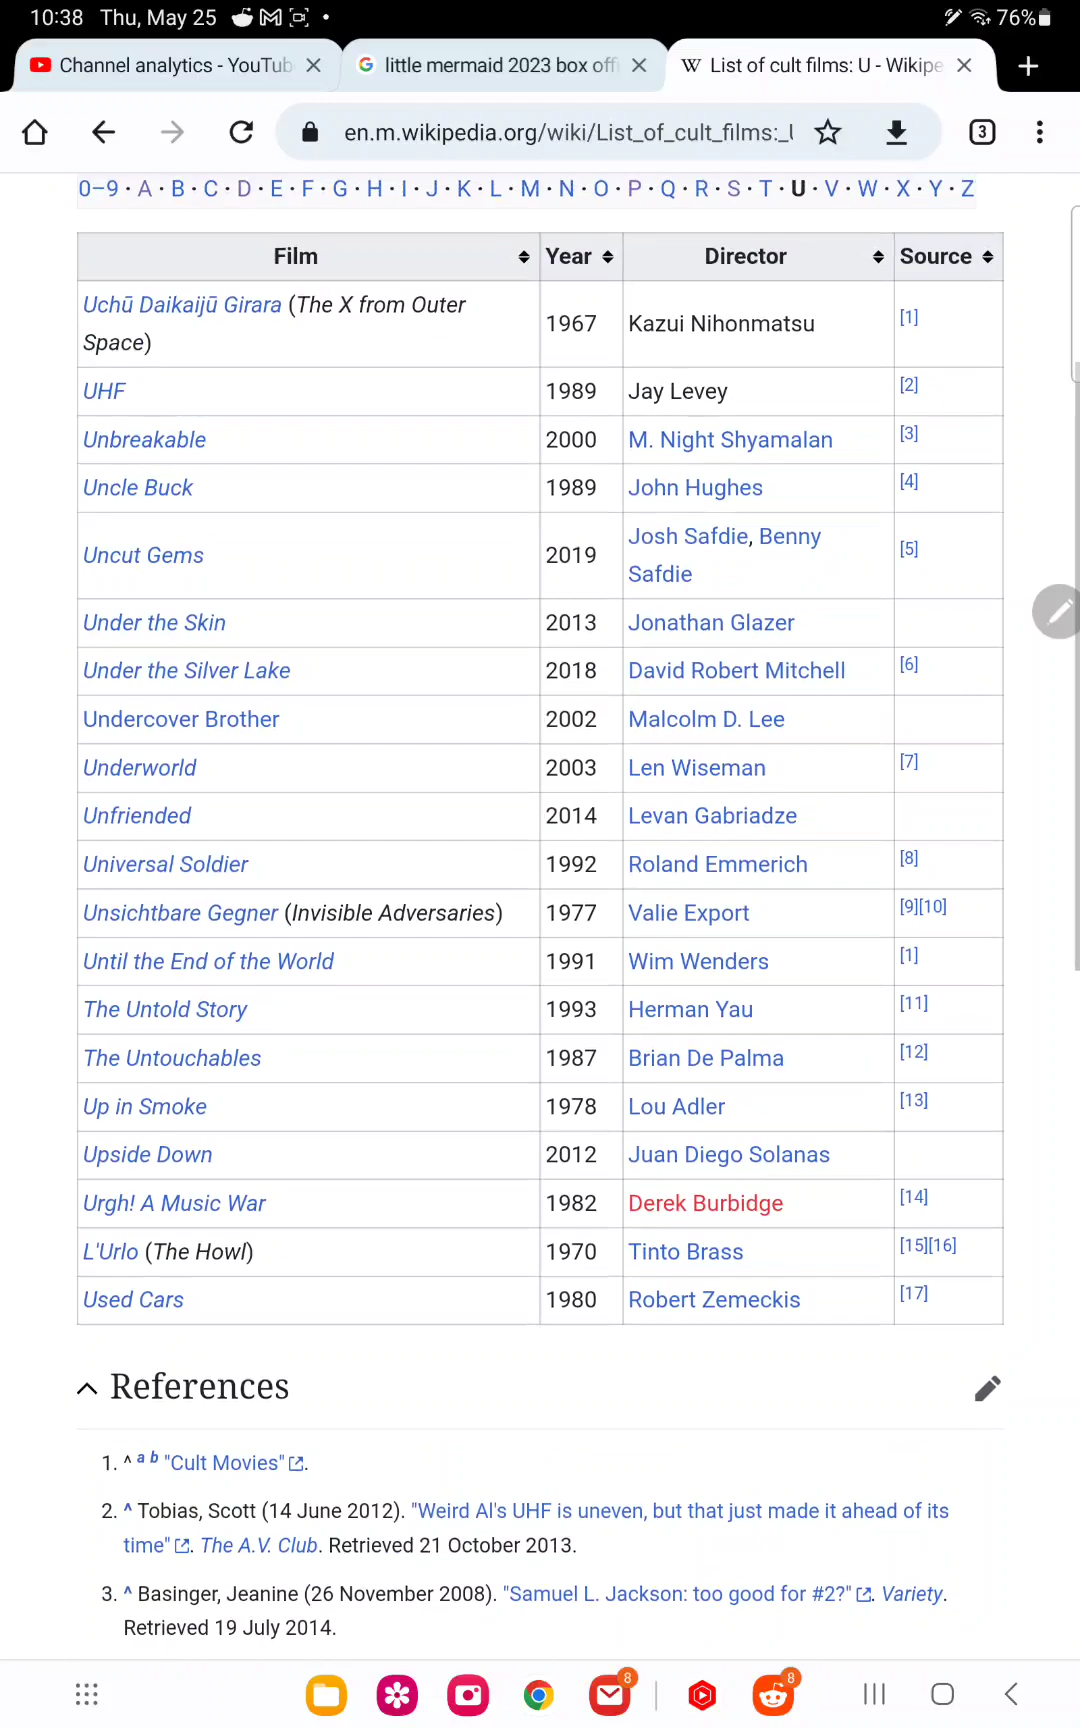 10:38 Thu, May 25 76%
Channel analytics - YouTub
little mermaid 2023 box offi
List of cult films: U - Wikipe
en.m.wikipedia.org/wiki/List_of_cult_films:_U 3
0–9 · A · B · C · D · E · F · G · H · I · J · K · L · M · N · O · P · Q · R · S · T · U · V · W · X · Y · Z
Film Year Director Source
Uchū Daikaijū Girara (The X from Outer
Space) 1967 Kazui Nihonmatsu [1]
UHF 1989 Jay Levey [2]
Unbreakable 2000 M. Night Shyamalan [3]
Uncle Buck 1989 John Hughes [4]
Uncut Gems 2019 Josh Safdie, Benny
Safdie [5]
Under the Skin 2013 Jonathan Glazer
Under the Silver Lake 2018 David Robert Mitchell [6]
Undercover Brother 2002 Malcolm D. Lee
Underworld 2003 Len Wiseman [7]
Unfriended 2014 Levan Gabriadze
Universal Soldier 1992 Roland Emmerich [8]
Unsichtbare Gegner (Invisible Adversaries) 1977 Valie Export [9][10]
Until the End of the World 1991 Wim Wenders [1]
The Untold Story 1993 Herman Yau [11]
The Untouchables 1987 Brian De Palma [12]
Up in Smoke 1978 Lou Adler [13]
Upside Down 2012 Juan Diego Solanas
Urgh! A Music War 1982 Derek Burbidge [14]
L'Urlo (The Howl) 1970 Tinto Brass [15][16]
Used Cars 1980 Robert Zemeckis [17]
References
1. ^ a b "Cult Movies".
2. ^ Tobias, Scott (14 June 2012). "Weird Al's UHF is uneven, but that just made it ahead of its
time". The A.V. Club. Retrieved 21 October 2013.
3. ^ Basinger, Jeanine (26 November 2008). "Samuel L. Jackson: too good for #2?". Variety.
Retrieved 19 July 2014.
8 8